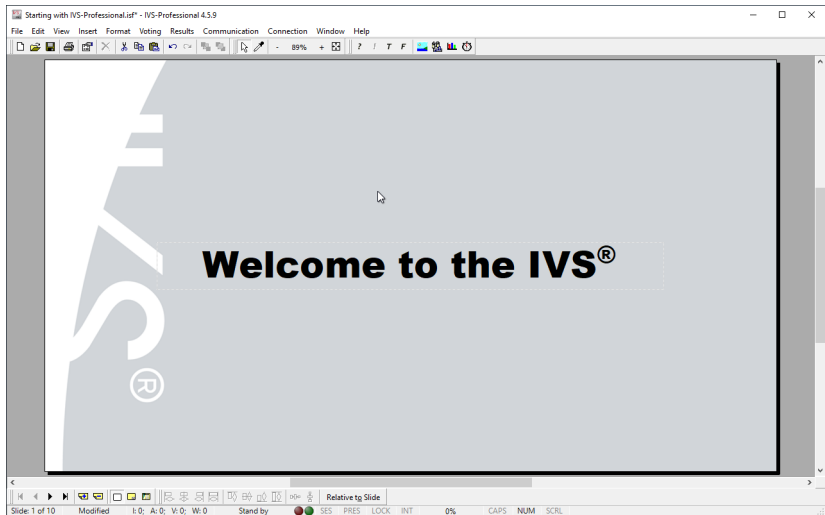 Starting with IVS-Professional.isf* - IVS-Professional 4.5.9
File Edit View Insert Format Voting Results Communication Connection Window Help
- 89% + ? ! T F
IVS®
Welcome to the IVS®
Relative to Slide
Slide: 1 of 10 Modified I: 0; A: 0; V: 0; W: 0 Stand by SES PRES LOCK INT 0% CAPS NUM SCRL